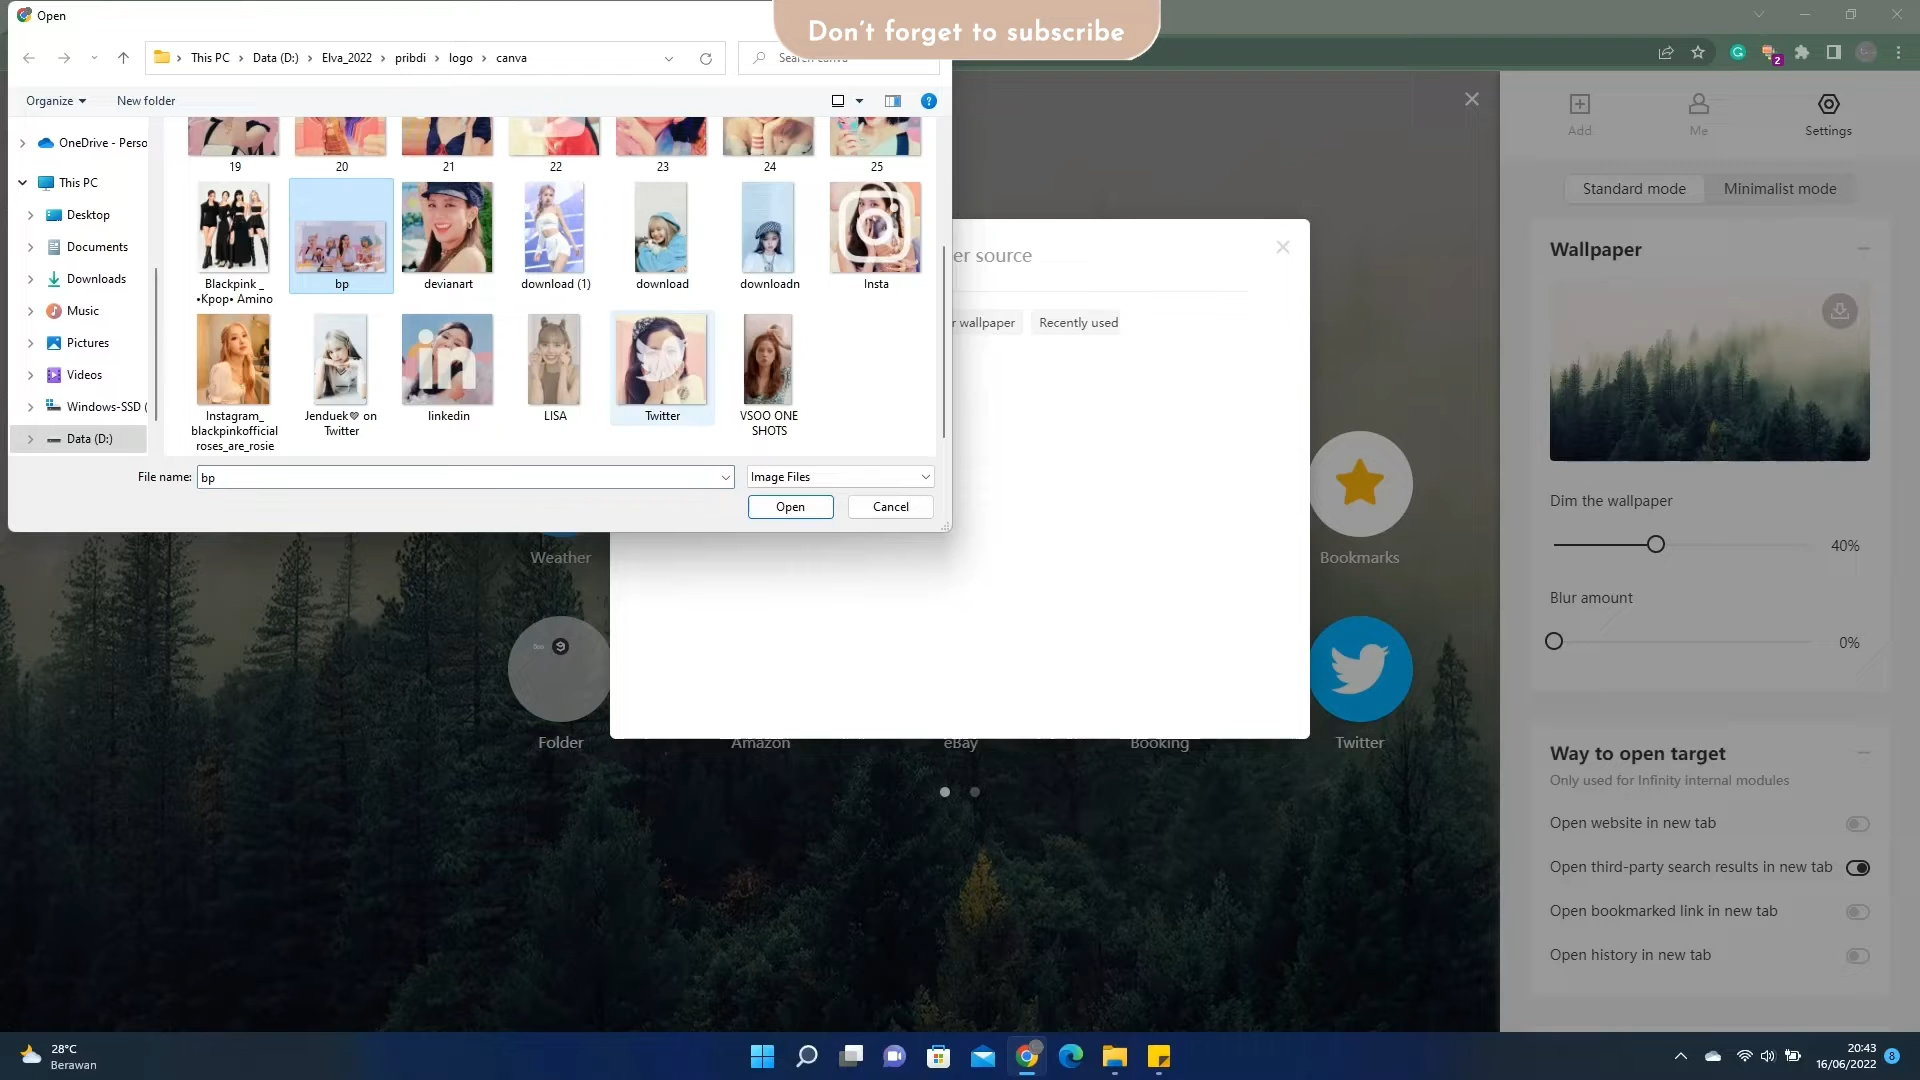 Open
Don't forget to subscribe
This PC
Data (D:)
Elva_2022
pribdi
logo
canva
Search canva
Organize
New folder
OneDrive - Perso
This PC
Desktop
Documents
Downloads
Music
Pictures
Videos
Windows-SSD (
Data (D:)
19
20
21
22
23
24
25
Blackpink _
•Kpop• Amino
bp
devianart
download (1)
download
downloadn
Insta
Instagram_
blackpinkofficial
roses_are_rosie
Jenduek🤍 on
Twitter
in
linkedin
LISA
Twitter
VSOO ONE
SHOTS
File name:
bp
Image Files
Open
Cancel
2
er source
r wallpaper
Recently used
Add
Me
Settings
Standard mode
Minimalist mode
Wallpaper
Dim the wallpaper
40%
Blur amount
0%
Way to open target
Only used for Infinity internal modules
Open website in new tab
Open third-party search results in new tab
Open bookmarked link in new tab
Open history in new tab
Weather
Bookmarks
Folder
Amazon
eBay
Booking
Twitter
28°C
Berawan
20:43
16/06/2022
8